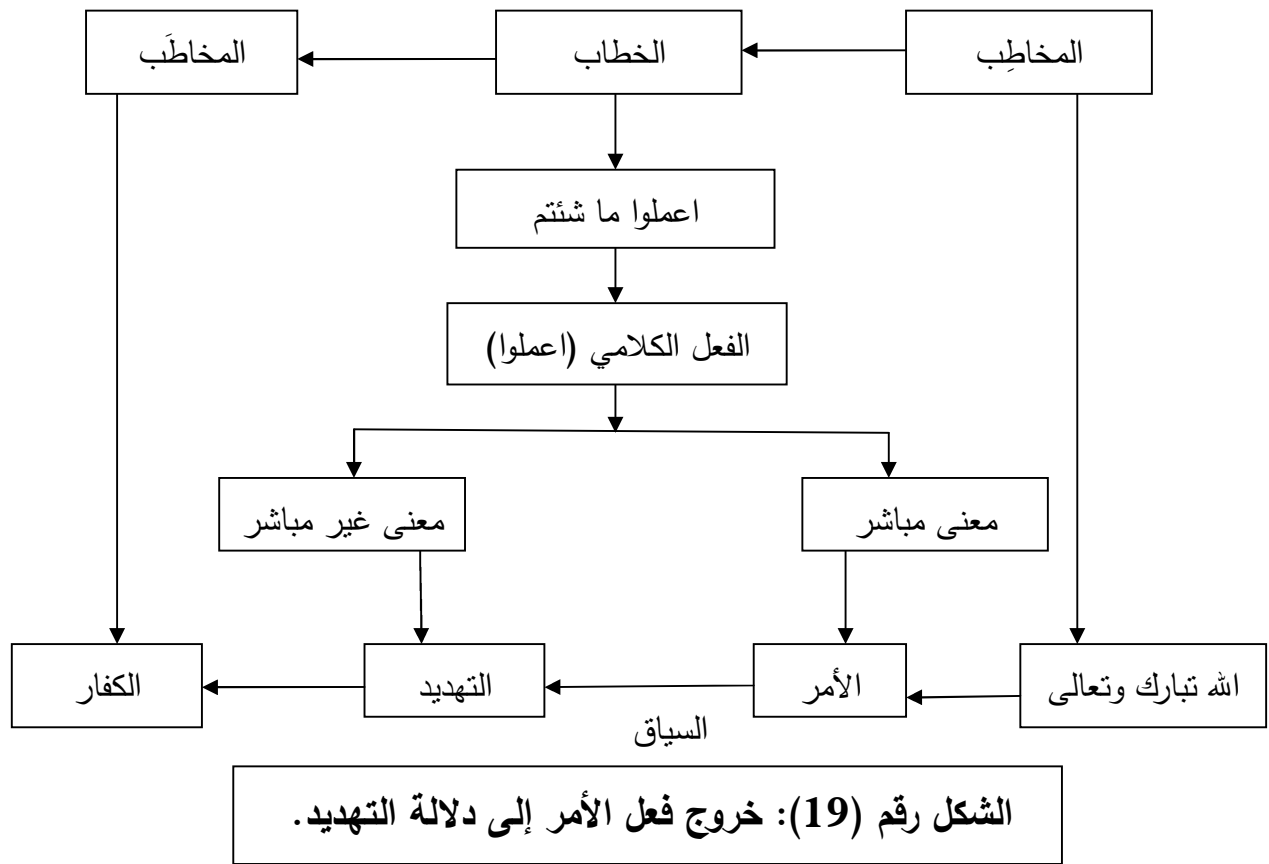 المخاطِب
الخطاب
المخاطَب
اعملوا ما شئتم
الفعل الكلامي (اعملوا)
معنى مباشر
معنى غير مباشر
الله تبارك وتعالى
الأمر
التهديد
الكفار
السياق
الشكل رقم (19): خروج فعل الأمر إلى دلالة التهديد.